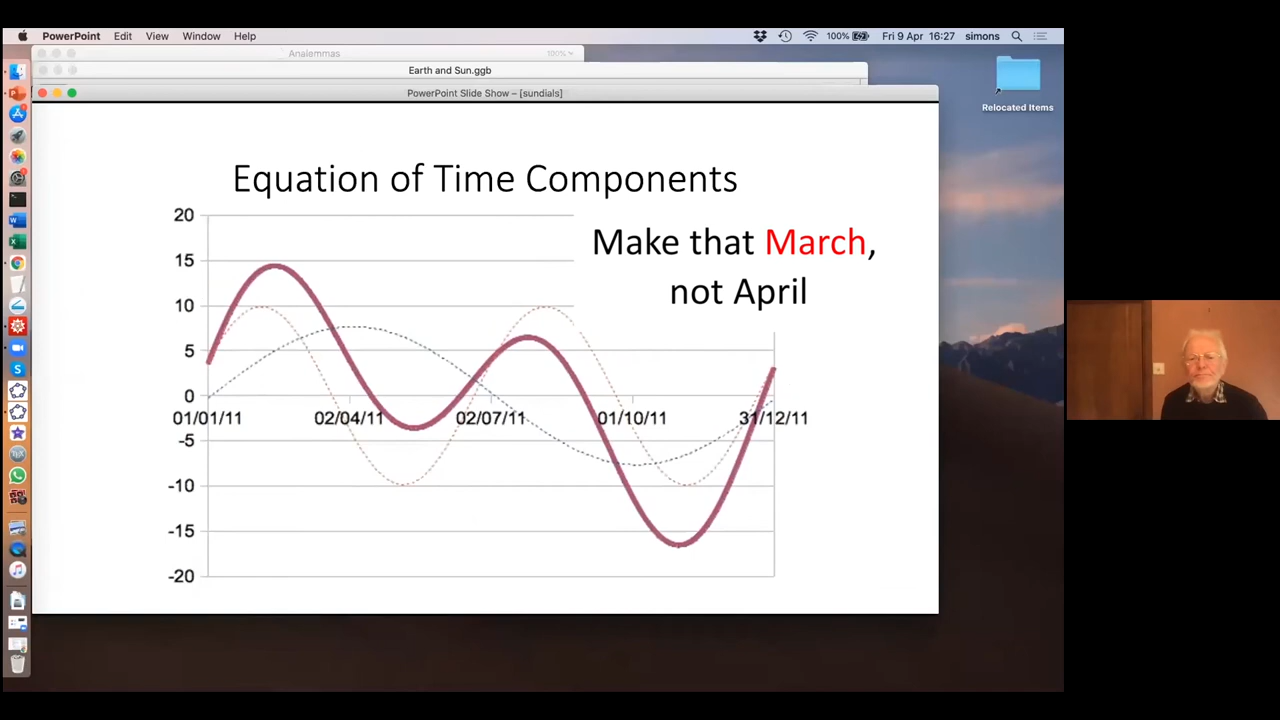 PowerPoint Edit View Window Help
100% Fri 9 Apr 16:27 simons
Analemmas 100%
Earth and Sun.ggb
PowerPoint Slide Show – [sundials]
Relocated Items
Equation of Time Components
Make that March,
not April
20
15
10
5
0
01/01/11 02/04/11 02/07/11 01/10/11 31/12/11
-5
-10
-15
-20